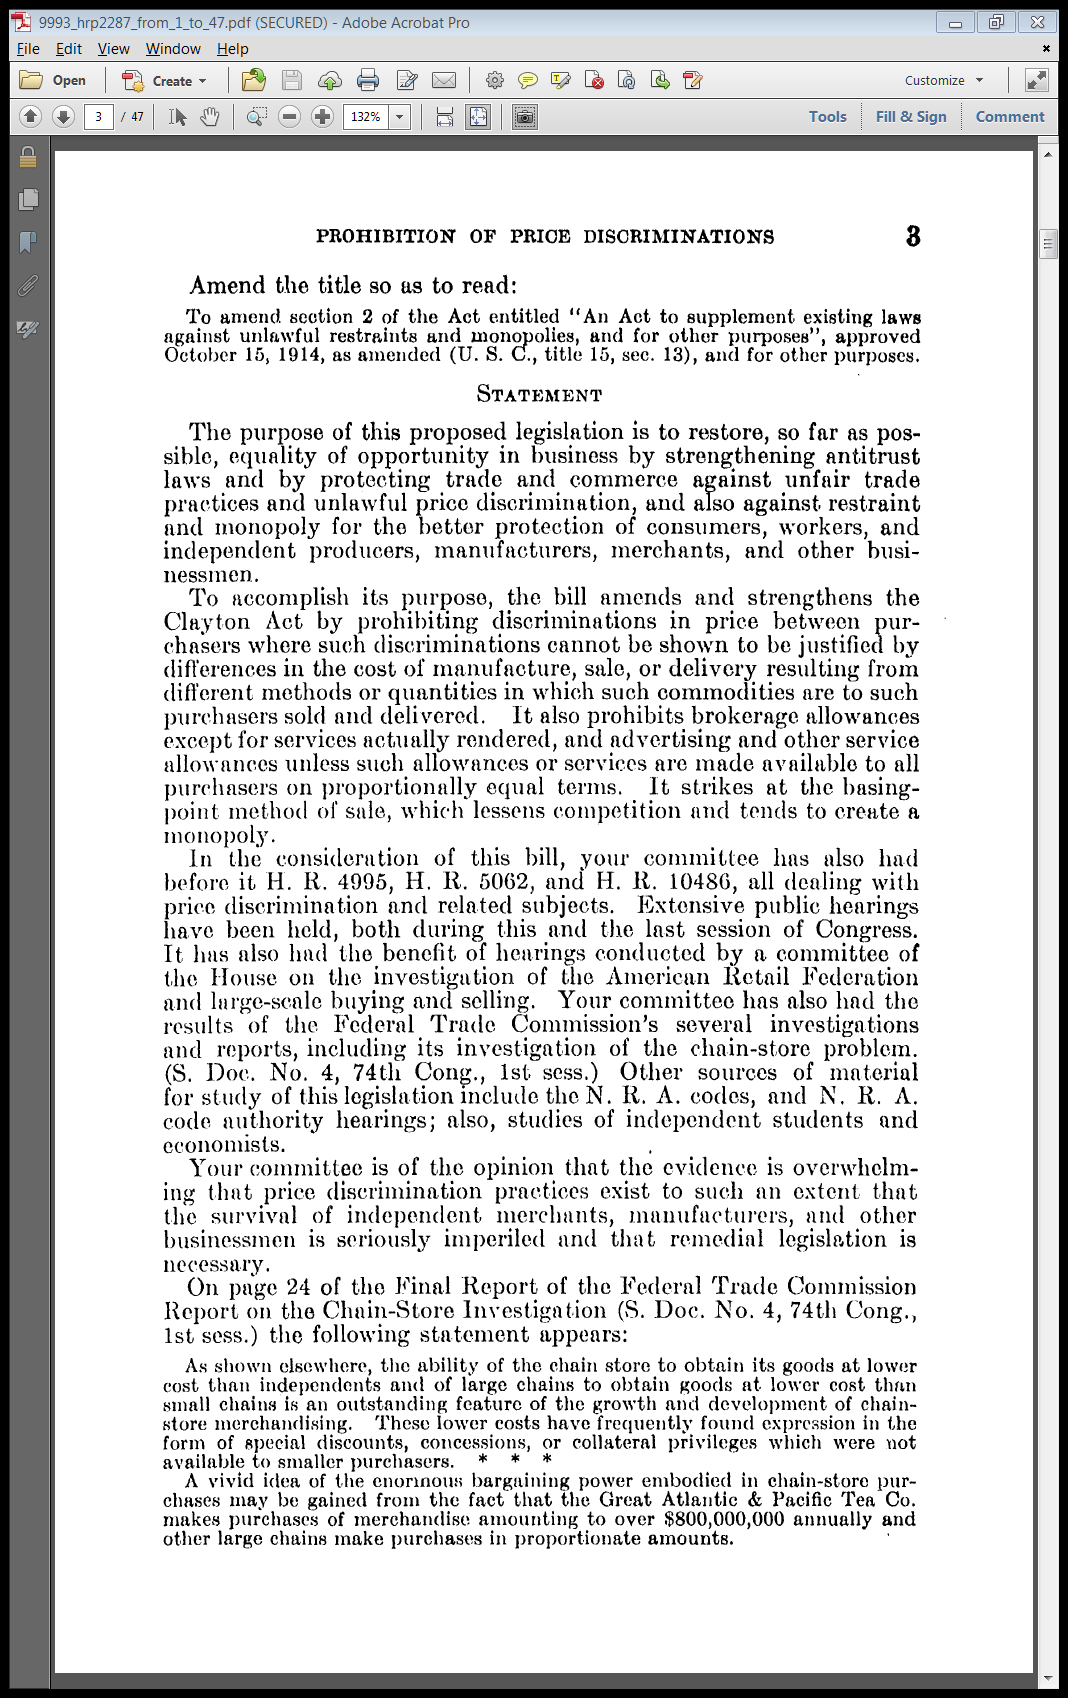 9993_hrp2287_from_1_to_47.pdf (SECURED) - Adobe Acrobat Pro
File Edit View Window Help
Open Create Customize
3 / 47 132% Tools Fill & Sign Comment
PROHIBITION OF PRICE DISCRIMINATIONS 3
Amend the title so as to read:
To amend section 2 of the Act entitled "An Act to supplement existing laws
against unlawful restraints and monopolies, and for other purposes", approved
October 15, 1914, as amended (U. S. C., title 15, sec. 13), and for other purposes.
STATEMENT
The purpose of this proposed legislation is to restore, so far as pos-
sible, equality of opportunity in business by strengthening antitrust
laws and by protecting trade and commerce against unfair trade
practices and unlawful price discrimination, and also against restraint
and monopoly for the better protection of consumers, workers, and
independent producers, manufacturers, merchants, and other busi-
nessmen.
To accomplish its purpose, the bill amends and strengthens the
Clayton Act by prohibiting discriminations in price between pur-
chasers where such discriminations cannot be shown to be justified by
differences in the cost of manufacture, sale, or delivery resulting from
different methods or quantities in which such commodities are to such
purchasers sold and delivered. It also prohibits brokerage allowances
except for services actually rendered, and advertising and other service
allowances unless such allowances or services are made available to all
purchasers on proportionally equal terms. It strikes at the basing-
point method of sale, which lessens competition and tends to create a
monopoly.
In the consideration of this bill, your committee has also had
before it H. R. 4995, H. R. 5062, and H. R. 10486, all dealing with
price discrimination and related subjects. Extensive public hearings
have been held, both during this and the last session of Congress.
It has also had the benefit of hearings conducted by a committee of
the House on the investigation of the American Retail Federation
and large-scale buying and selling. Your committee has also had the
results of the Federal Trade Commission's several investigations
and reports, including its investigation of the chain-store problem.
(S. Doc. No. 4, 74th Cong., 1st sess.) Other sources of material
for study of this legislation include the N. R. A. codes, and N. R. A.
code authority hearings; also, studies of independent students and
economists.
Your committee is of the opinion that the evidence is overwhelm-
ing that price discrimination practices exist to such an extent that
the survival of independent merchants, manufacturers, and other
businessmen is seriously imperiled and that remedial legislation is
necessary.
On page 24 of the Final Report of the Federal Trade Commission
Report on the Chain-Store Investigation (S. Doc. No. 4, 74th Cong.,
1st sess.) the following statement appears:
As shown elsewhere, the ability of the chain store to obtain its goods at lower
cost than independents and of large chains to obtain goods at lower cost than
small chains is an outstanding feature of the growth and development of chain-
store merchandising. These lower costs have frequently found expression in the
form of special discounts, concessions, or collateral privileges which were not
available to smaller purchasers. * * *
A vivid idea of the enormous bargaining power embodied in chain-store pur-
chases may be gained from the fact that the Great Atlantic & Pacific Tea Co.
makes purchases of merchandise amounting to over $800,000,000 annually and
other large chains make purchases in proportionate amounts.